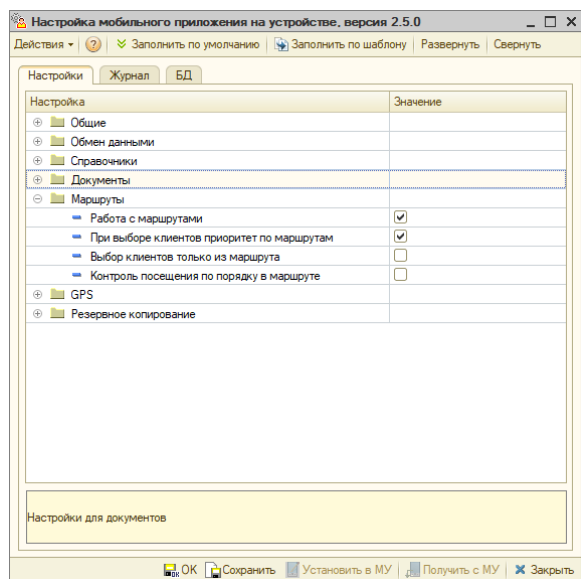 Настройка мобильного приложения на устройстве, версия 2.5.0
Действия Заполнить по умолчанию Заполнить по шаблону Развернуть Свернуть
Настройки Журнал БД
Настройка Значение
Общие
Обмен данными
Справочники
Документы
Маршруты
Работа с маршрутами
При выборе клиентов приоритет по маршрутам
Выбор клиентов только из маршрута
Контроль посещения по порядку в маршруте
GPS
Резервное копирование
Настройки для документов
OK Сохранить Установить в МУ Получить с МУ Закрыть